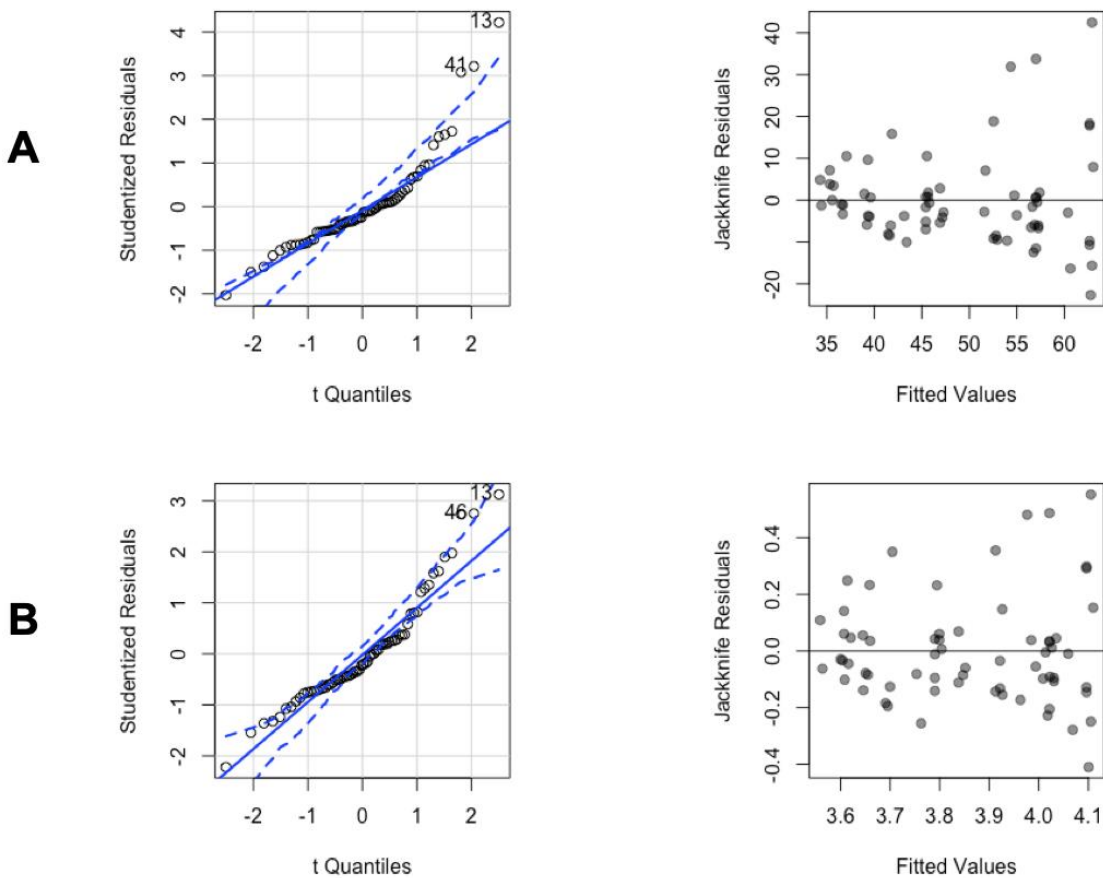 A
Studentized Residuals
4
3
2
1
0
-1
-2
13
41
-2 -1 0 1 2
t Quantiles
Jackknife Residuals
40
30
20
10
0
-20
35 40 45 50 55 60
Fitted Values
B
Studentized Residuals
3
2
1
0
-1
-2
13
46
-2 -1 0 1 2
t Quantiles
Jackknife Residuals
0.4
0.2
0.0
-0.2
-0.4
3.6 3.7 3.8 3.9 4.0 4.1
Fitted Values